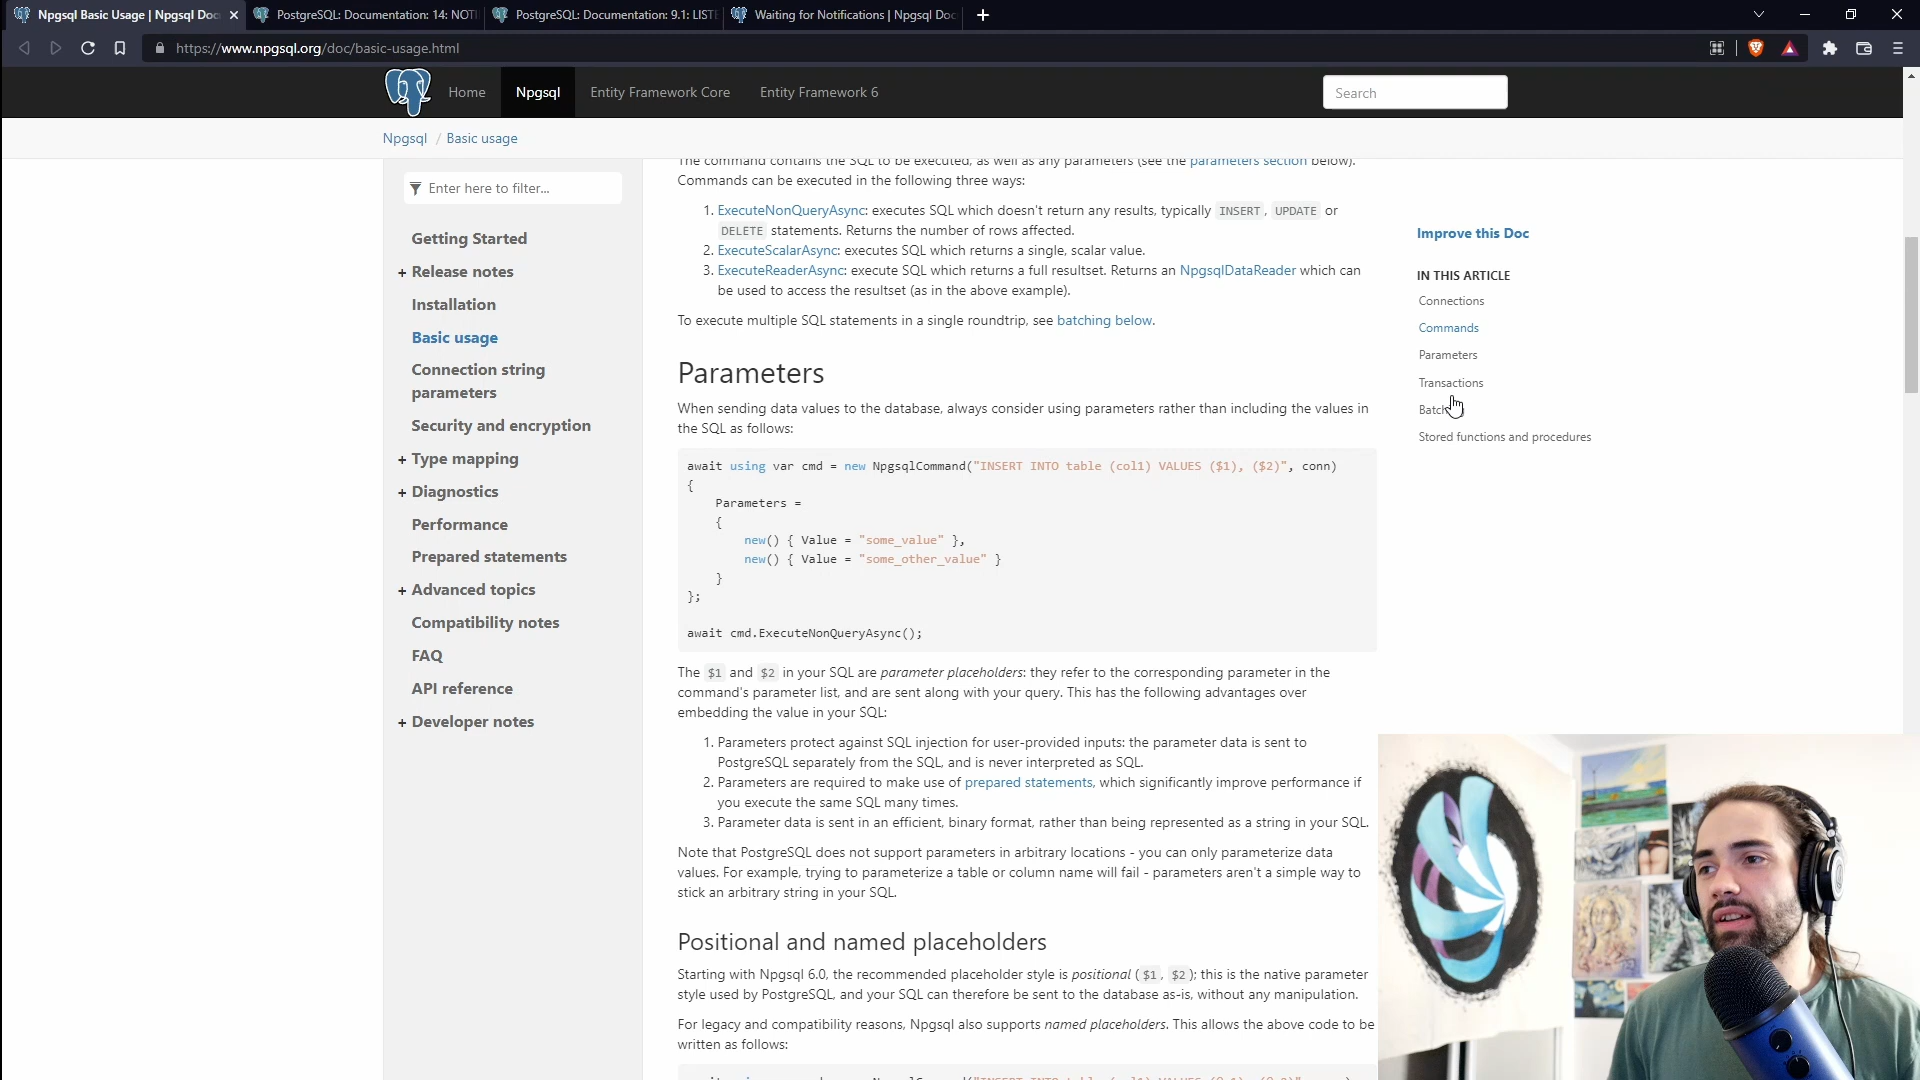 Npgsql Basic Usage | Npgsql Doc
PostgreSQL: Documentation: 14: NOTI
PostgreSQL: Documentation: 9.1: LISTE
Waiting for Notifications | Npgsql Doc
https://www.npgsql.org/doc/basic-usage.html
Home
Npgsql
Entity Framework Core
Entity Framework 6
Search
Npgsql / Basic usage
Enter here to filter...
Getting Started
+ Release notes
Installation
Basic usage
Connection string
parameters
Security and encryption
+ Type mapping
+ Diagnostics
Performance
Prepared statements
+ Advanced topics
Compatibility notes
FAQ
API reference
+ Developer notes
The command contains the SQL to be executed, as well as any parameters (see the parameters section below).
Commands can be executed in the following three ways:
1. ExecuteNonQueryAsync: executes SQL which doesn't return any results, typically INSERT, UPDATE or
DELETE statements. Returns the number of rows affected.
2. ExecuteScalarAsync: executes SQL which returns a single, scalar value.
3. ExecuteReaderAsync: execute SQL which returns a full resultset. Returns an NpgsqlDataReader which can
be used to access the resultset (as in the above example).
To execute multiple SQL statements in a single roundtrip, see batching below.
Parameters
When sending data values to the database, always consider using parameters rather than including the values in
the SQL as follows:
await using var cmd = new NpgsqlCommand("INSERT INTO table (col1) VALUES ($1), ($2)", conn)
{
Parameters =
{
new() { Value = "some_value" },
new() { Value = "some_other_value" }
}
};
await cmd.ExecuteNonQueryAsync();
The $1 and $2 in your SQL are parameter placeholders: they refer to the corresponding parameter in the
command's parameter list, and are sent along with your query. This has the following advantages over
embedding the value in your SQL:
1. Parameters protect against SQL injection for user-provided inputs: the parameter data is sent to
PostgreSQL separately from the SQL, and is never interpreted as SQL.
2. Parameters are required to make use of prepared statements, which significantly improve performance if
you execute the same SQL many times.
3. Parameter data is sent in an efficient, binary format, rather than being represented as a string in your SQL.
Note that PostgreSQL does not support parameters in arbitrary locations - you can only parameterize data
values. For example, trying to parameterize a table or column name will fail - parameters aren't a simple way to
stick an arbitrary string in your SQL.
Positional and named placeholders
Starting with Npgsql 6.0, the recommended placeholder style is positional ( $1, $2 ); this is the native parameter
style used by PostgreSQL, and your SQL can therefore be sent to the database as-is, without any manipulation.
For legacy and compatibility reasons, Npgsql also supports named placeholders. This allows the above code to be
written as follows:
Improve this Doc
IN THIS ARTICLE
Connections
Commands
Parameters
Transactions
Stored functions and procedures